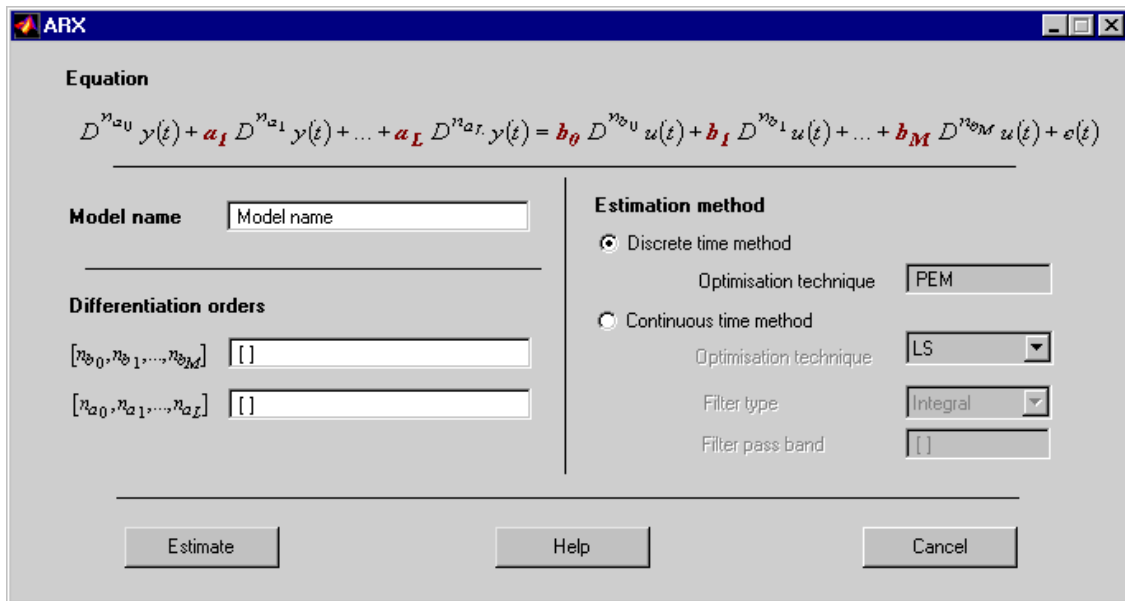 ARX
Equation
D^{n_{a_0}} y(t) + a_1 D^{n_{a_1}} y(t) + ... + a_L D^{n_{a_L}} y(t) = b_0 D^{n_{b_0}} u(t) + b_1 D^{n_{b_1}} u(t) + ... + b_M D^{n_{b_M}} u(t) + e(t)
Model name Model name
Differentiation orders
[n_{b_0}, n_{b_1}, ..., n_{b_M}] [ ]
[n_{a_0}, n_{a_1}, ..., n_{a_L}] [ ]
Estimation method
Discrete time method
Optimisation technique PEM
Continuous time method
Optimisation technique LS
Filter type Integral
Filter pass band [ ]
Estimate Help Cancel